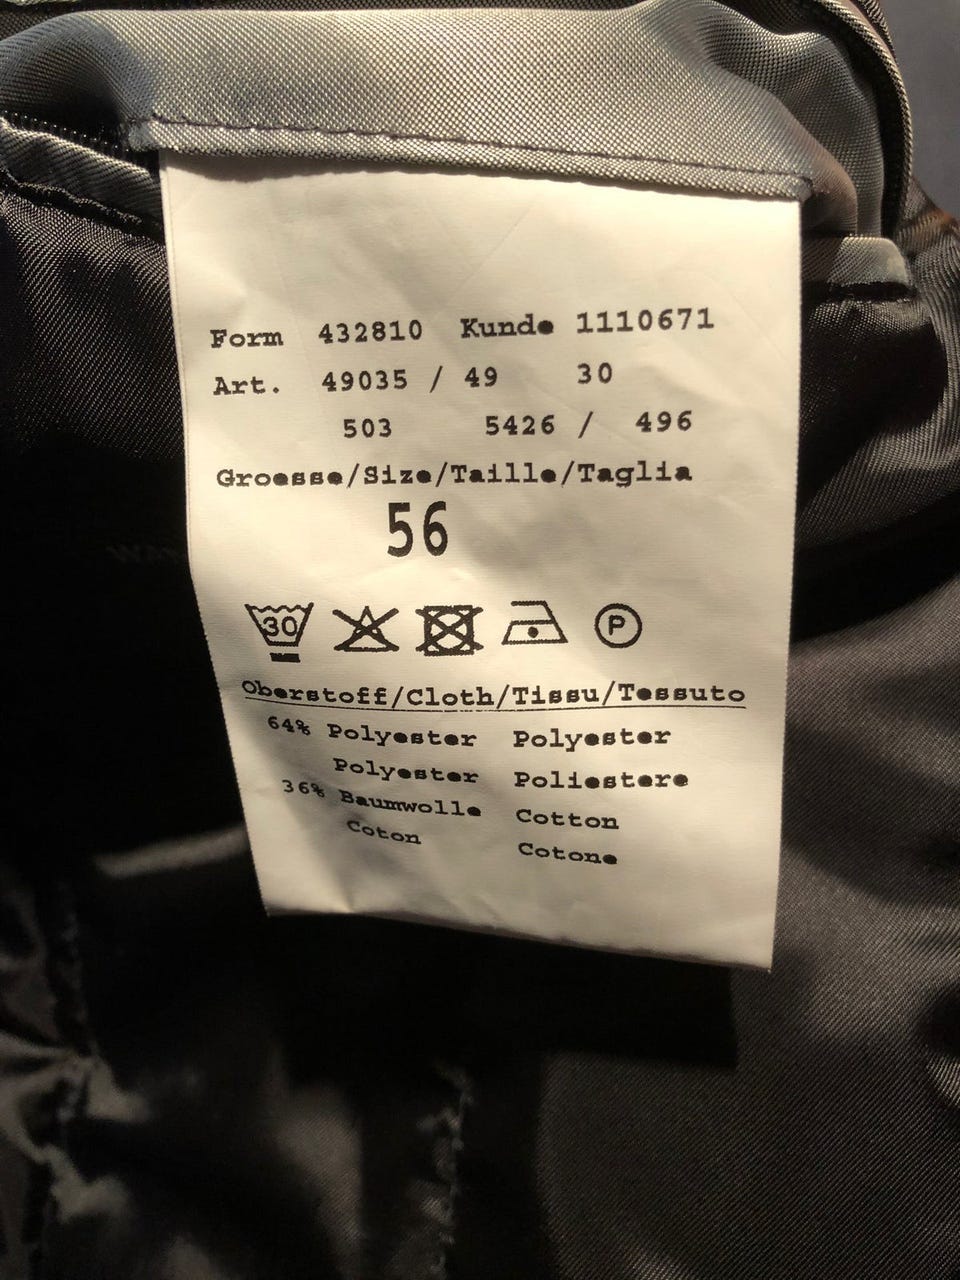 Form 432810 Kunde 1110671
Art. 49035 / 49 30
503 5426 / 496
Groesse/Size/Taille/Taglia
56
30 P
Oberstoff/Cloth/Tissu/Tessuto
64% Polyester Polyester
Polyester Poliestere
36% Baumwolle Cotton
Coton Cotone